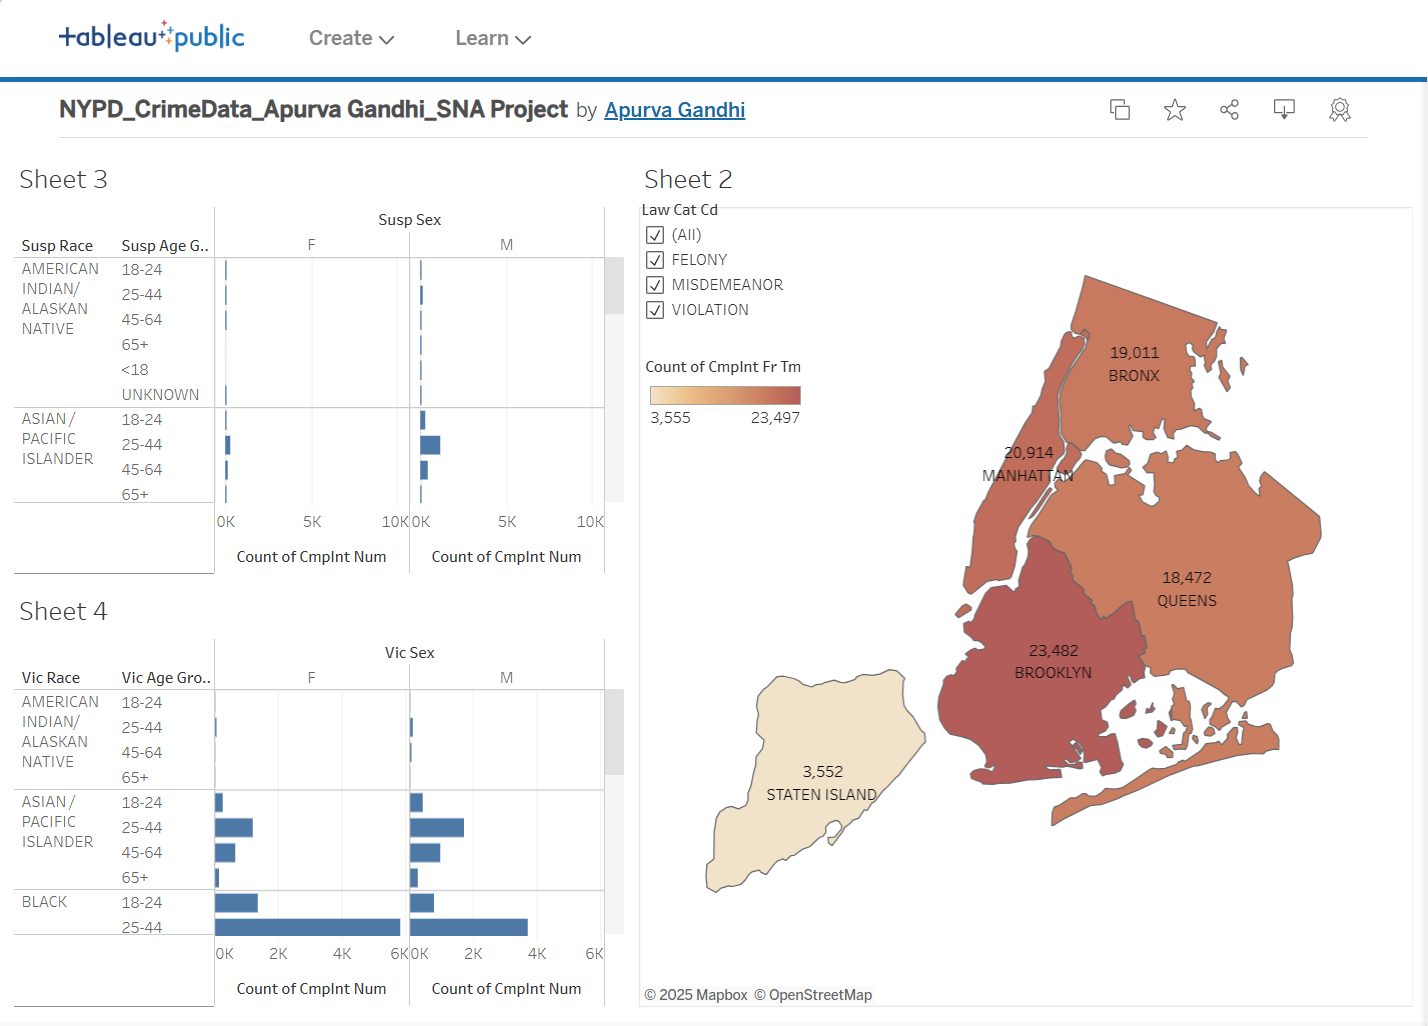 +ableau+public
Create
Learn
NYPD_CrimeData_Apurva Gandhi_SNA Project by Apurva Gandhi
Sheet 3
Susp Sex
Susp Race
Susp Age G..
F
M
AMERICAN
INDIAN/
ALASKAN
NATIVE
18-24
25-44
45-64
65+
<18
UNKNOWN
ASIAN /
PACIFIC
ISLANDER
18-24
25-44
45-64
65+
0K
5K
10K
0K
5K
10K
Count of CmpInt Num
Count of CmpInt Num
Sheet 4
Vic Sex
Vic Race
Vic Age Gro..
F
M
AMERICAN
INDIAN/
ALASKAN
NATIVE
18-24
25-44
45-64
65+
ASIAN /
PACIFIC
ISLANDER
18-24
25-44
45-64
65+
BLACK
18-24
25-44
0K
2K
4K
6K
0K
2K
4K
6K
Count of CmpInt Num
Count of CmpInt Num
Sheet 2
Law Cat Cd
(All)
FELONY
MISDEMEANOR
VIOLATION
Count of CmpInt Fr Tm
3,555
23,497
19,011
BRONX
20,914
MANHATTAN
18,472
QUEENS
23,482
BROOKLYN
3,552
STATEN ISLAND
© 2025 Mapbox © OpenStreetMap